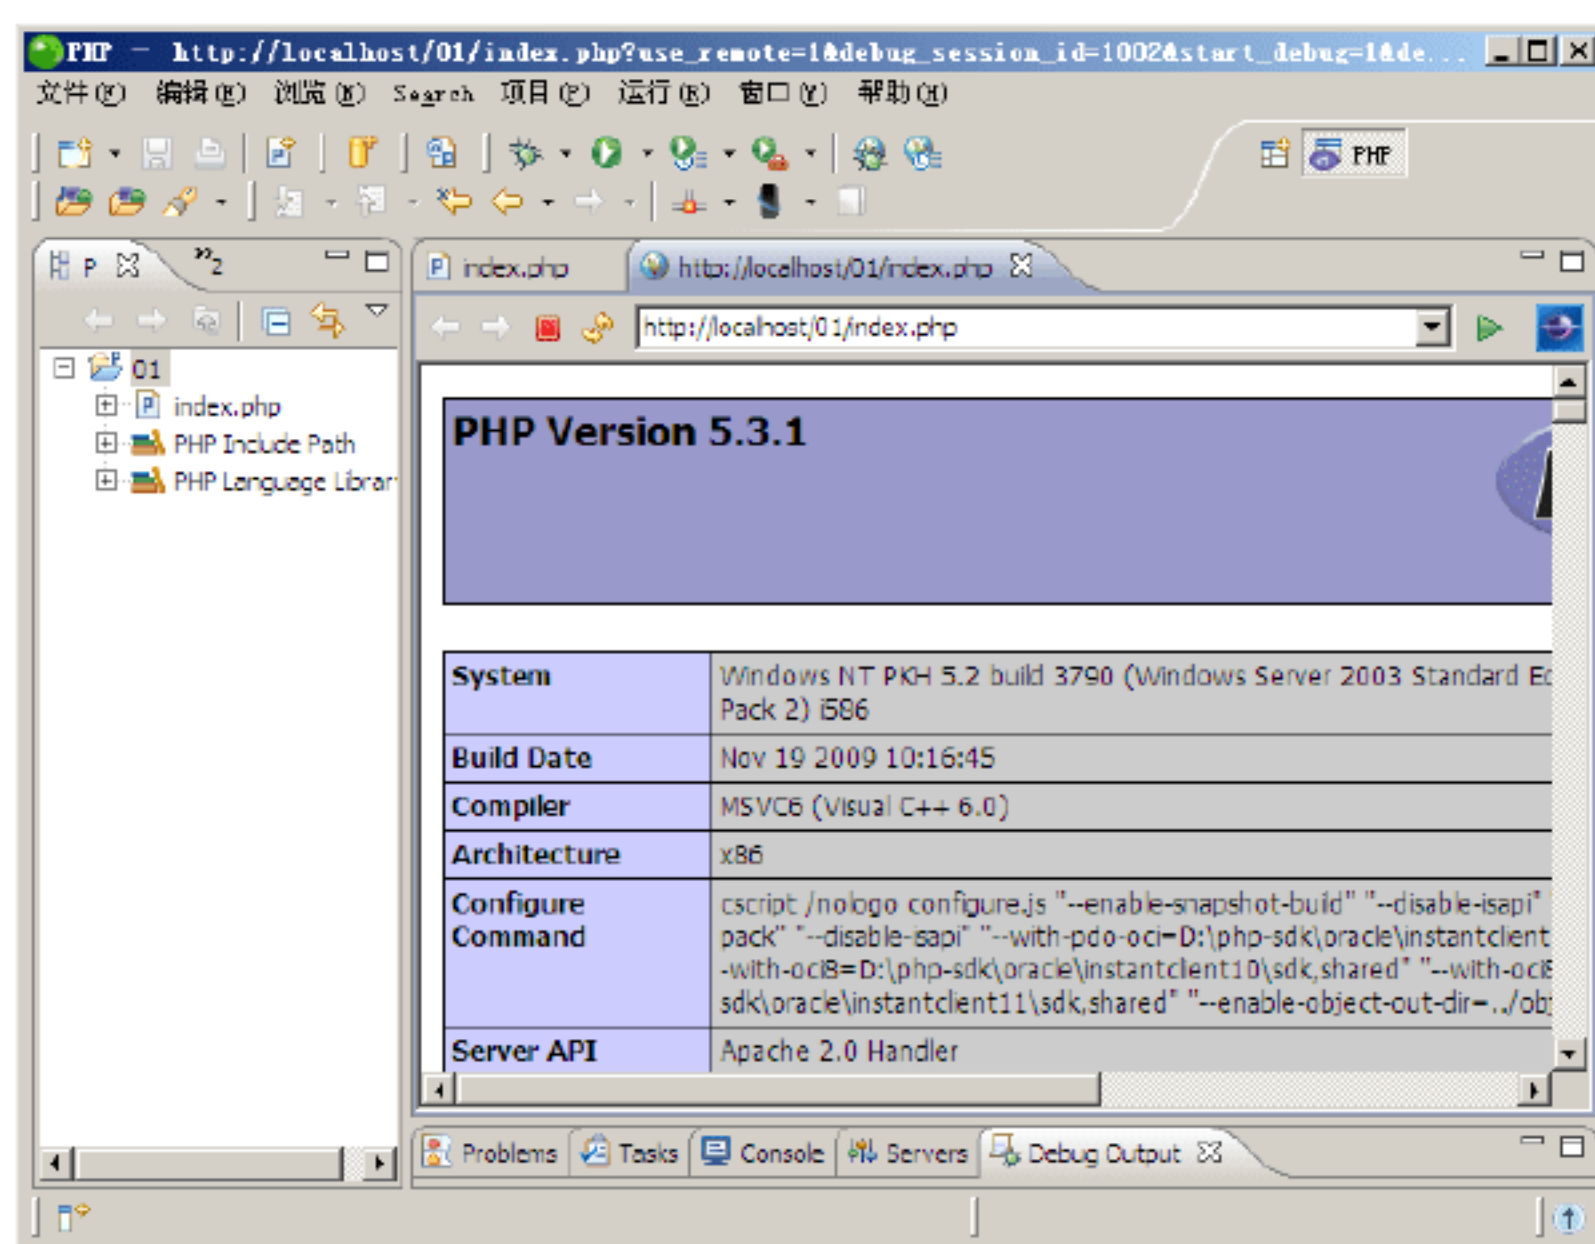 PHP - http://localhost/01/index.php?use_remote=1&debug_session_id=1002&start_debug=1&de...
文件(F) 编辑(E) 浏览(N) Search 项目(P) 运行(R) 窗口(W) 帮助(H)
PHP
P
»2
index.php
http://localhost/01/index.php
http://localhost/01/index.php
01
index.php
PHP Include Path
PHP Language Librar
PHP Version 5.3.1
System
Windows NT PKH 5.2 build 3790 (Windows Server 2003 Standard Ed
Pack 2) i586
Build Date
Nov 19 2009 10:16:45
Compiler
MSVC6 (Visual C++ 6.0)
Architecture
x86
Configure
Command
cscript /nologo configure.js "--enable-snapshot-build" "--disable-isapi"
pack" "--disable-isapi" "--with-pdo-oci=D:\php-sdk\oracle\instantclient
-with-oci8=D:\php-sdk\oracle\instantclient10\sdk,shared" "--with-oci8
sdk\oracle\instantclient11\sdk,shared" "--enable-object-out-dir=../obj
Server API
Apache 2.0 Handler
Problems Tasks Console Servers Debug Output